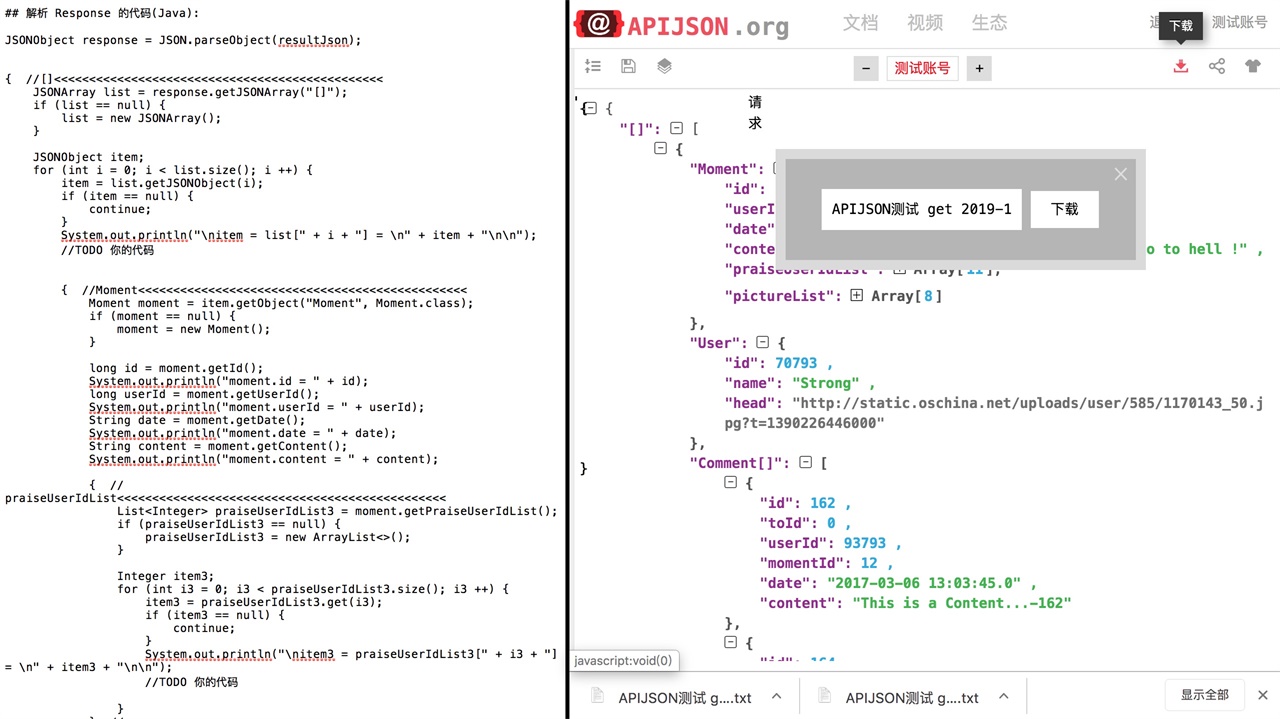 ## 解析 Response 的代码(Java):
JSONObject response = JSON.parseObject(resultJson);
{  //[]<<<<<<<<<<<<<<<<<<<<<<<<<<<<<<<<<<<<<<<<<<<<<<<
JSONArray list = response.getJSONArray("[]");
if (list == null) {
list = new JSONArray();
}
JSONObject item;
for (int i = 0; i < list.size(); i ++) {
item = list.getJSONObject(i);
if (item == null) {
continue;
}
System.out.println("\nitem = list[" + i + "] = \n" + item + "\n\n");
//TODO 你的代码
{  //Moment<<<<<<<<<<<<<<<<<<<<<<<<<<<<<<<<<<<<<<<<<<<<<<<
Moment moment = item.getObject("Moment", Moment.class);
if (moment == null) {
moment = new Moment();
}
long id = moment.getId();
System.out.println("moment.id = " + id);
long userId = moment.getUserId();
System.out.println("moment.userId = " + userId);
String date = moment.getDate();
System.out.println("moment.date = " + date);
String content = moment.getContent();
System.out.println("moment.content = " + content);
{  //
praiseUserIdList<<<<<<<<<<<<<<<<<<<<<<<<<<<<<<<<<<<<<<<<<<<<<<<
List<Integer> praiseUserIdList3 = moment.getPraiseUserIdList();
if (praiseUserIdList3 == null) {
praiseUserIdList3 = new ArrayList<>();
}
Integer item3;
for (int i3 = 0; i3 < praiseUserIdList3.size(); i3 ++) {
item3 = praiseUserIdList3.get(i3);
if (item3 == null) {
continue;
}
System.out.println("\nitem3 = praiseUserIdList3[" + i3 + "]
= \n" + item3 + "\n\n");
//TODO 你的代码
}
@ APIJSON.org 文档 视频 生态 下载 测试账号
- 测试账号 +
请
求
{
"[]": [
{
"Moment":
"id":
"userI
"date"
"conte o to hell !" ,
"praiseUserIdList": Array[11],
"pictureList": Array[8]
},
"User": {
"id": 70793 ,
"name": "Strong" ,
"head": "http://static.oschina.net/uploads/user/585/1170143_50.j
pg?t=1390226446000"
},
"Comment[]": [
{
"id": 162 ,
"toId": 0 ,
"userId": 93793 ,
"momentId": 12 ,
"date": "2017-03-06 13:03:45.0" ,
"content": "This is a Content...-162"
},
{
"id": 164
}
APIJSON测试 get 2019-1 下载
javascript:void(0)
APIJSON测试 g....txt APIJSON测试 g....txt 显示全部